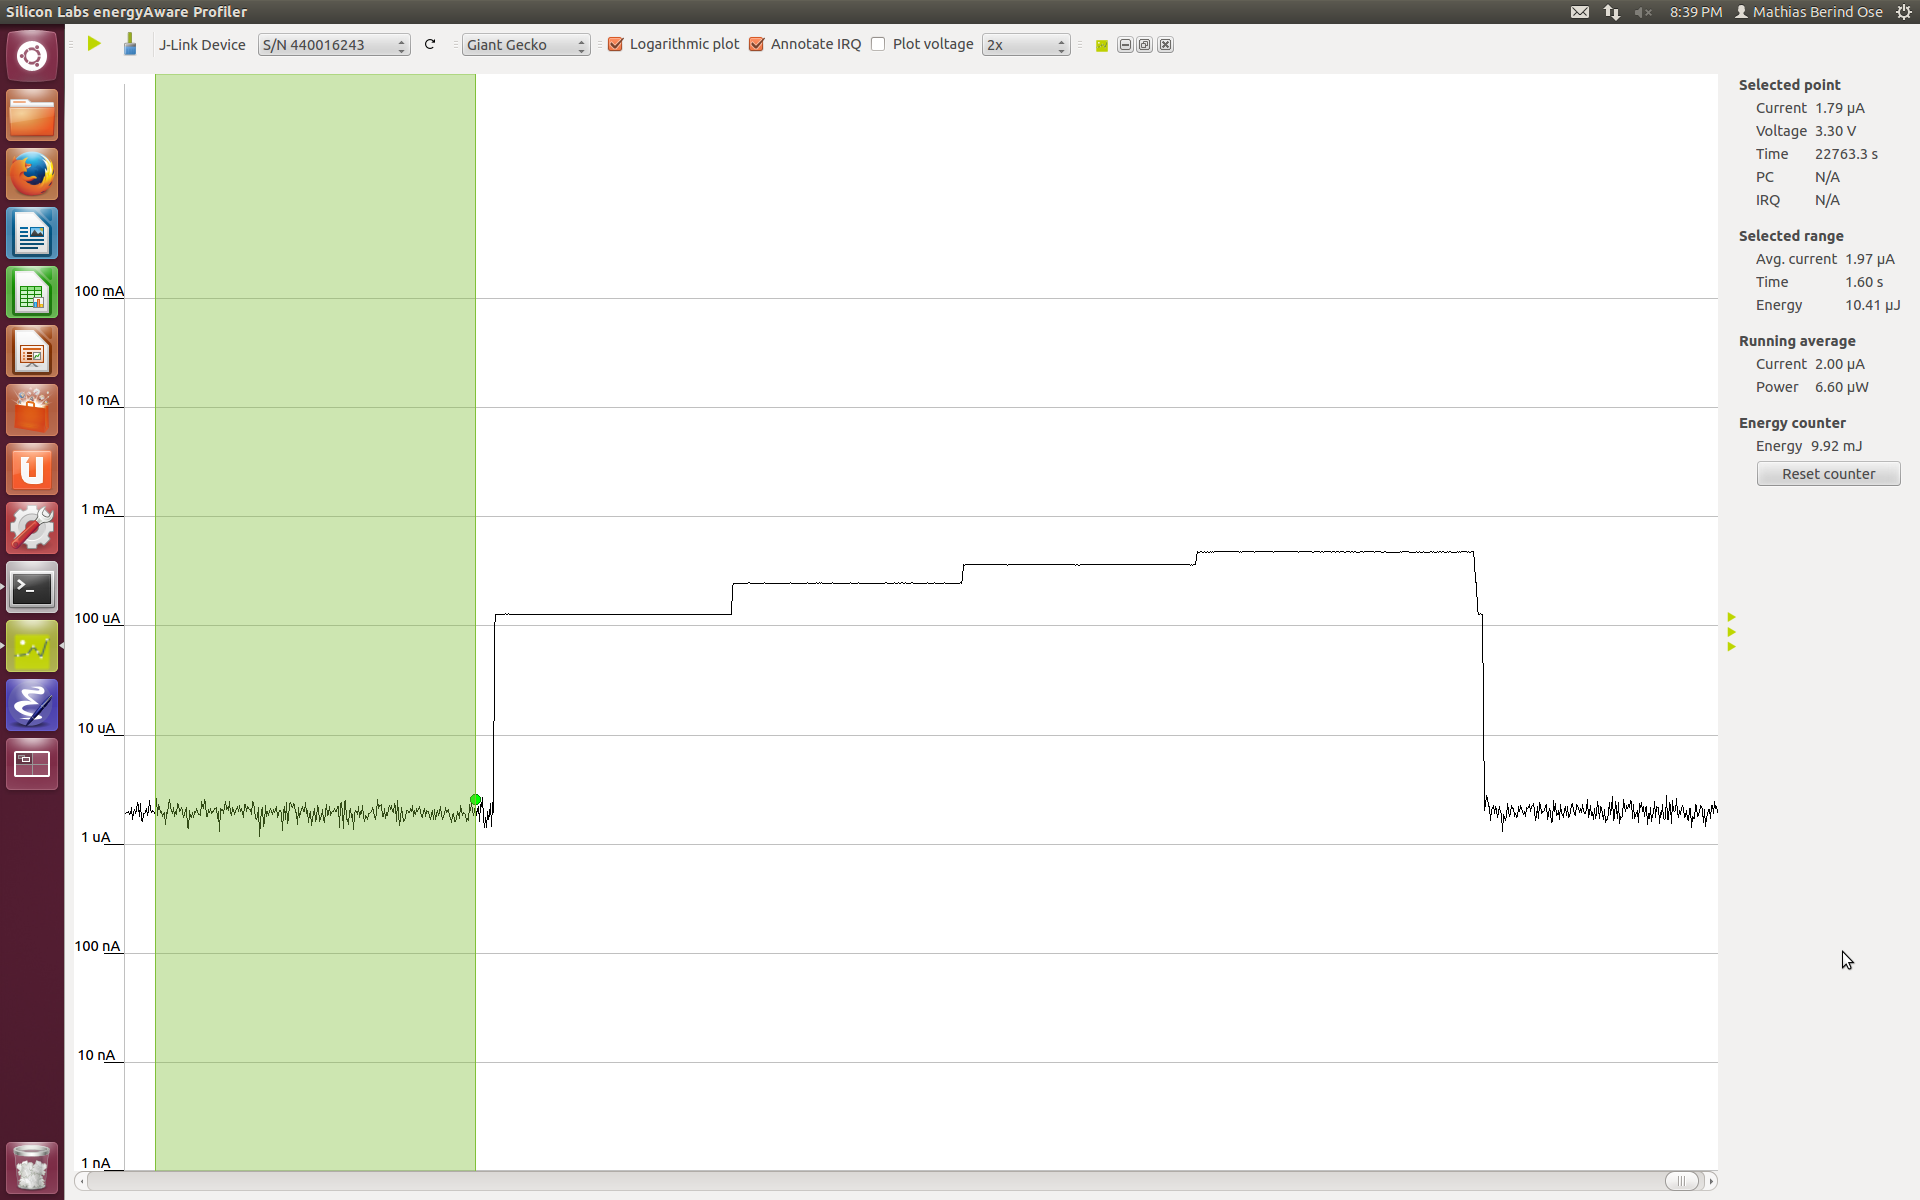 Silicon Labs energyAware Profiler
8:39 PM Mathias Berind Ose
J-Link Device S/N 440016243 Giant Gecko Logarithmic plot Annotate IRQ Plot voltage 2x
100 mA
10 mA
1 mA
100 uA
10 uA
1 uA
100 nA
10 nA
1 nA
Selected point
Current 1.79 µA
Voltage 3.30 V
Time 22763.3 s
PC N/A
IRQ N/A
Selected range
Avg. current 1.97 µA
Time 1.60 s
Energy 10.41 µJ
Running average
Current 2.00 µA
Power 6.60 µW
Energy counter
Energy 9.92 mJ
Reset counter